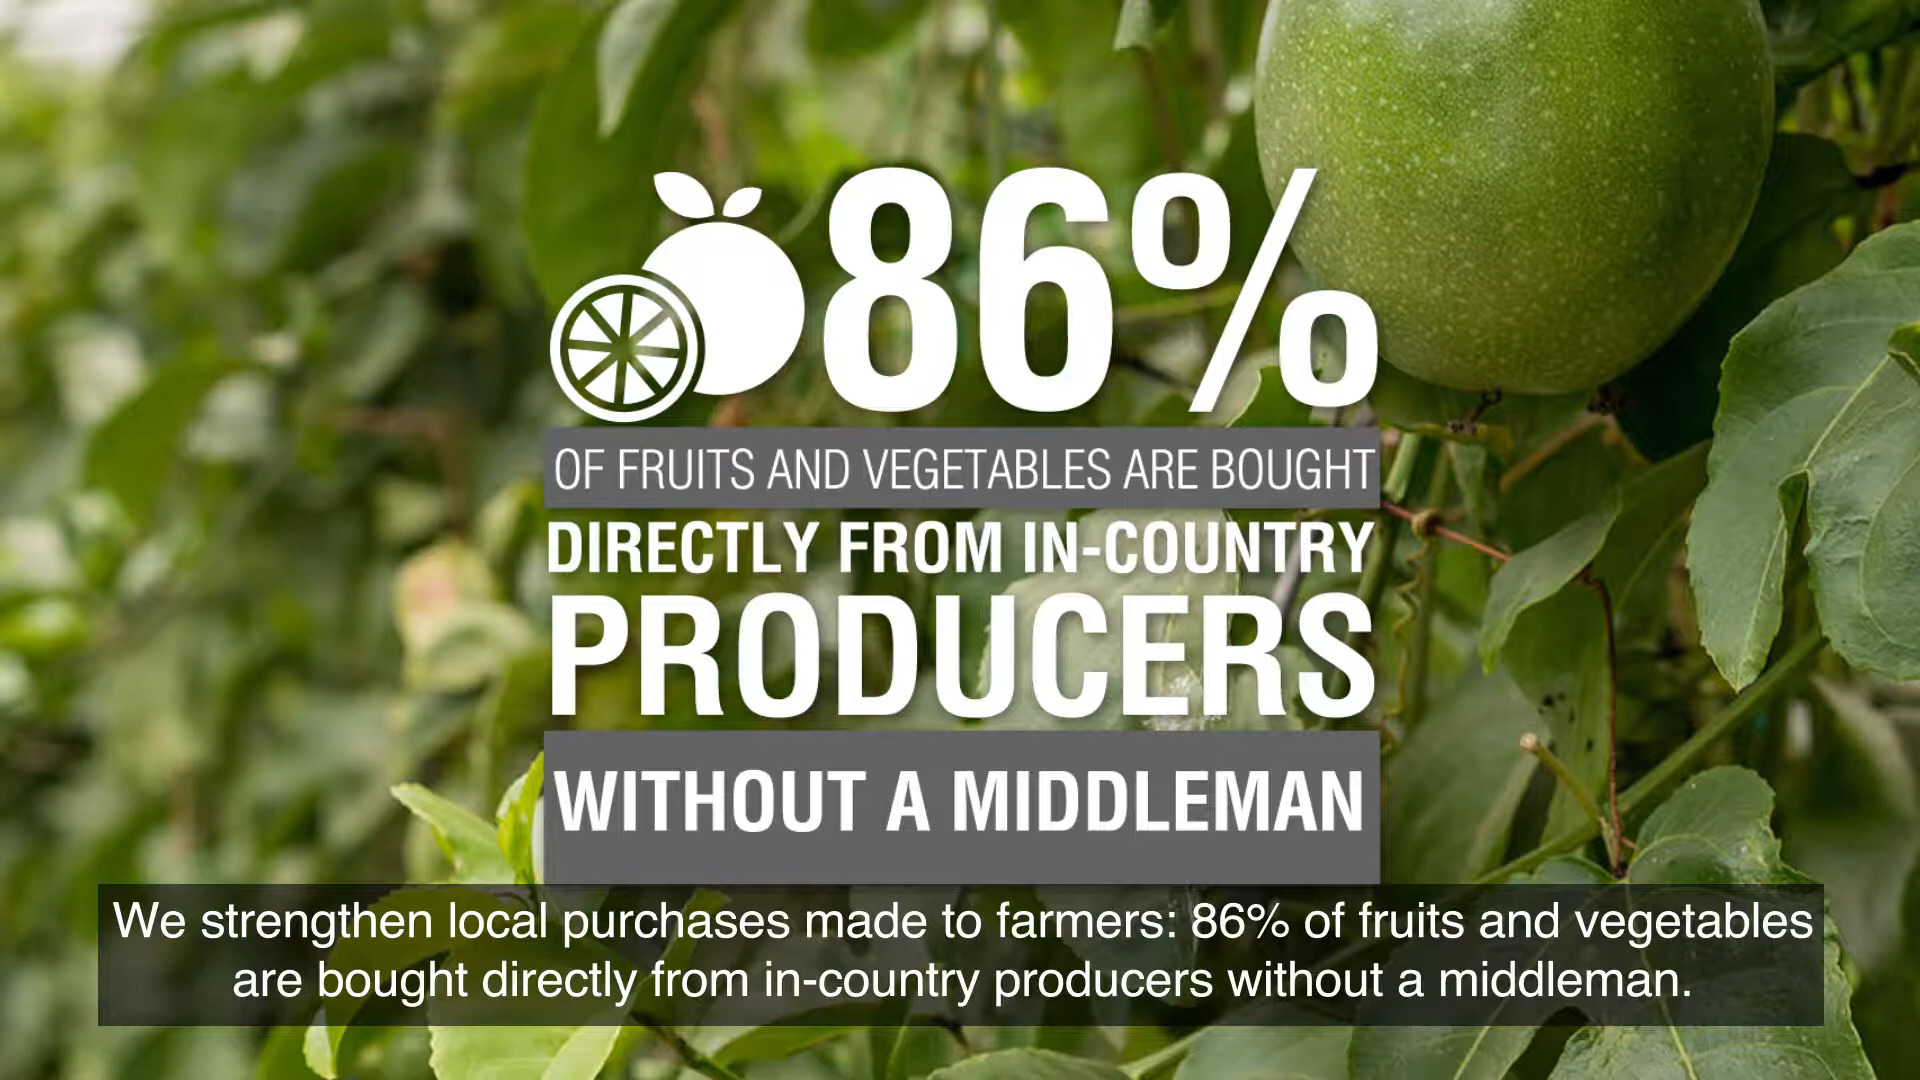 86%
OF FRUITS AND VEGETABLES ARE BOUGHT
DIRECTLY FROM IN-COUNTRY
PRODUCERS
WITHOUT A MIDDLEMAN
We strengthen local purchases made to farmers: 86% of fruits and vegetables
are bought directly from in-country producers without a middleman.